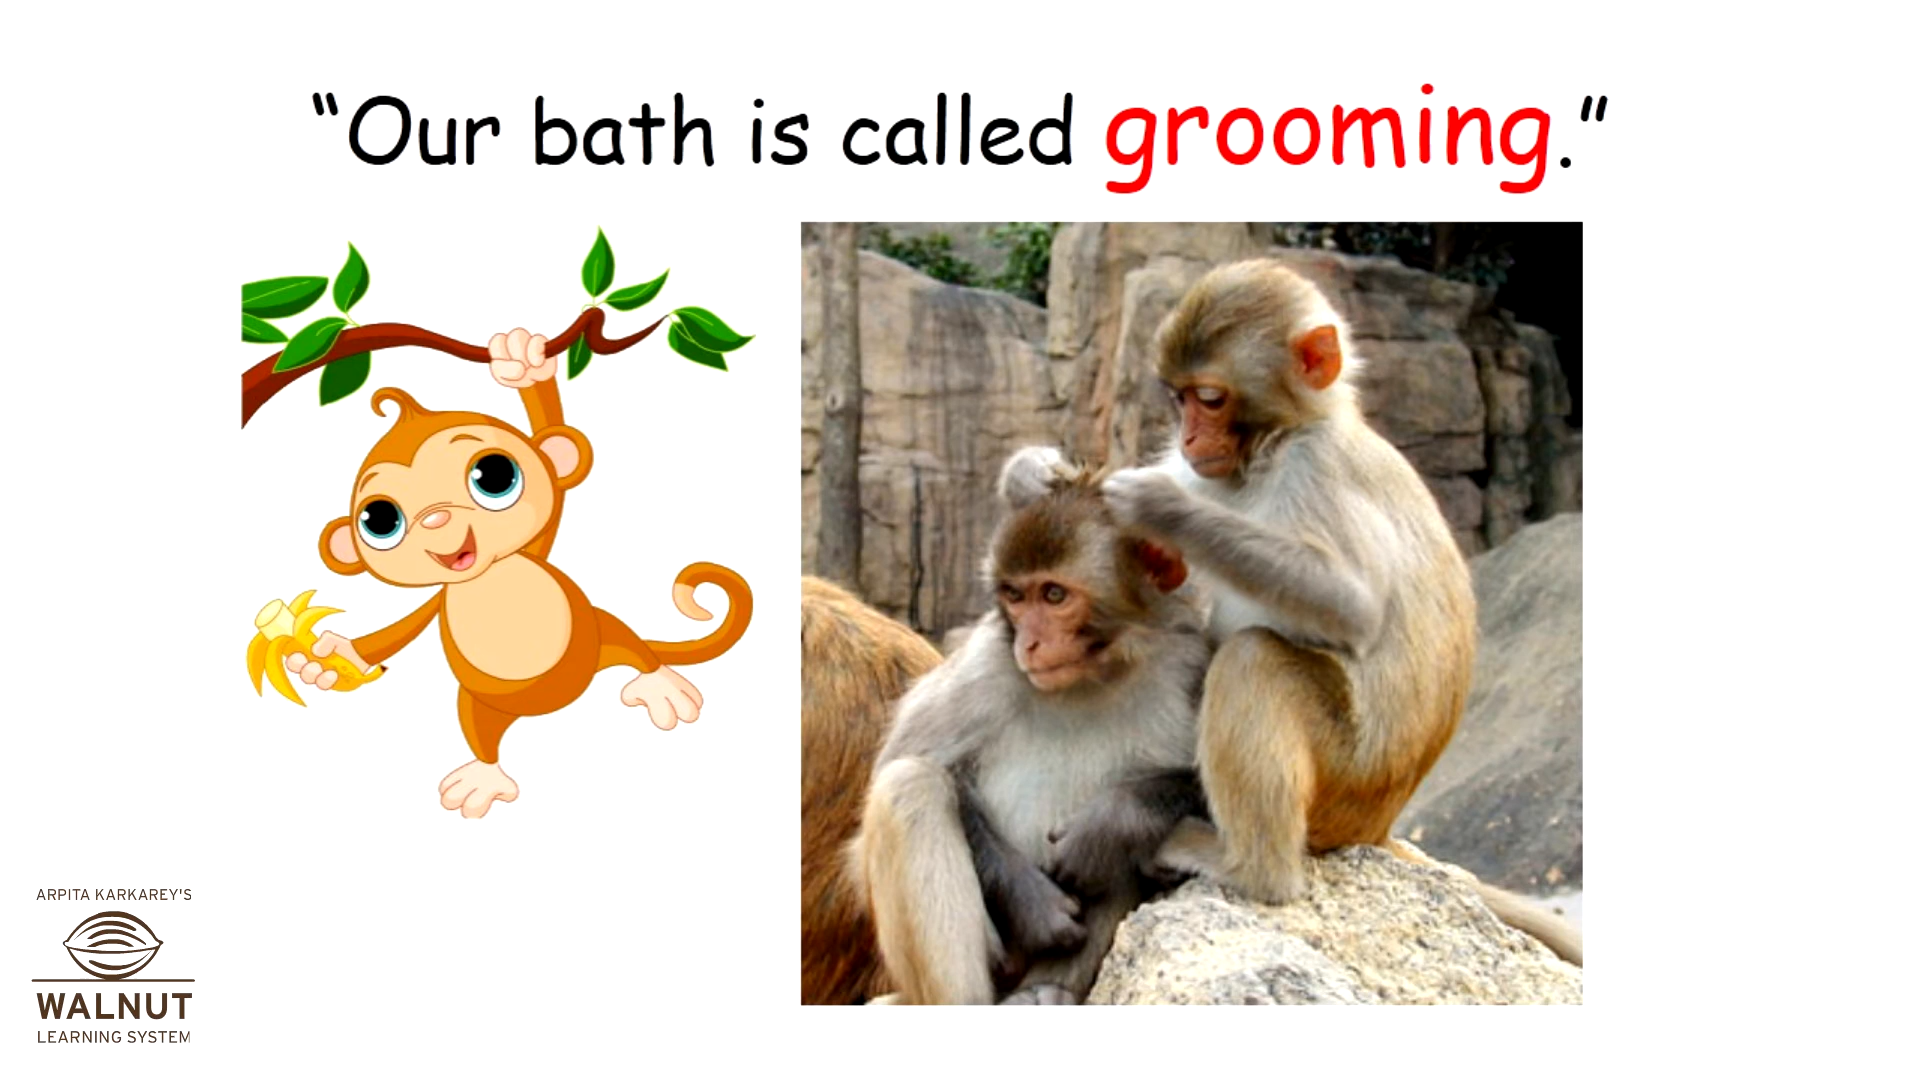 “Our bath is called grooming.”
ARPITA KARKAREY'S
WALNUT
LEARNING SYSTEM